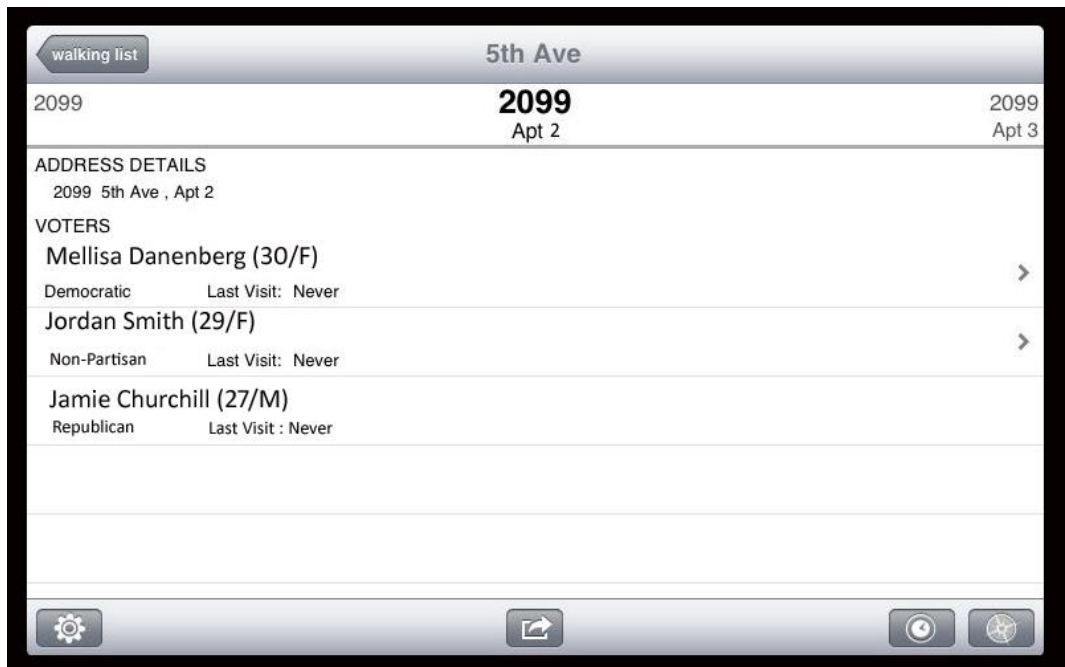 walking list
5th Ave
2099
2099
2099
Apt 2
Apt 3
ADDRESS DETAILS
2099 5th Ave , Apt 2
VOTERS
Mellisa Danenberg (30/F)
Democratic Last Visit: Never
Jordan Smith (29/F)
Non-Partisan Last Visit: Never
Jamie Churchill (27/M)
Republican Last Visit : Never